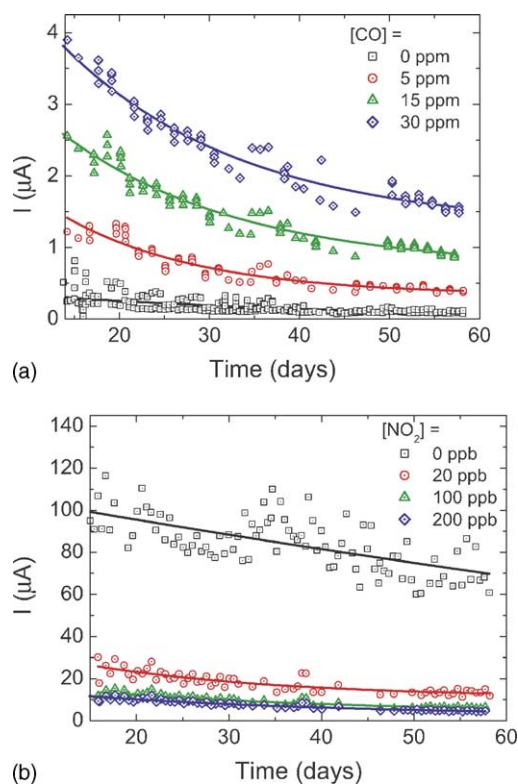 4
3
2
1
0
I (μA)
[CO] =
0 ppm
5 ppm
15 ppm
30 ppm
20 30 40 50 60
Time (days)
(a)
140
120
100
80
60
40
20
0
I (μA)
[NO₂] =
0 ppb
20 ppb
100 ppb
200 ppb
20 30 40 50 60
Time (days)
(b)